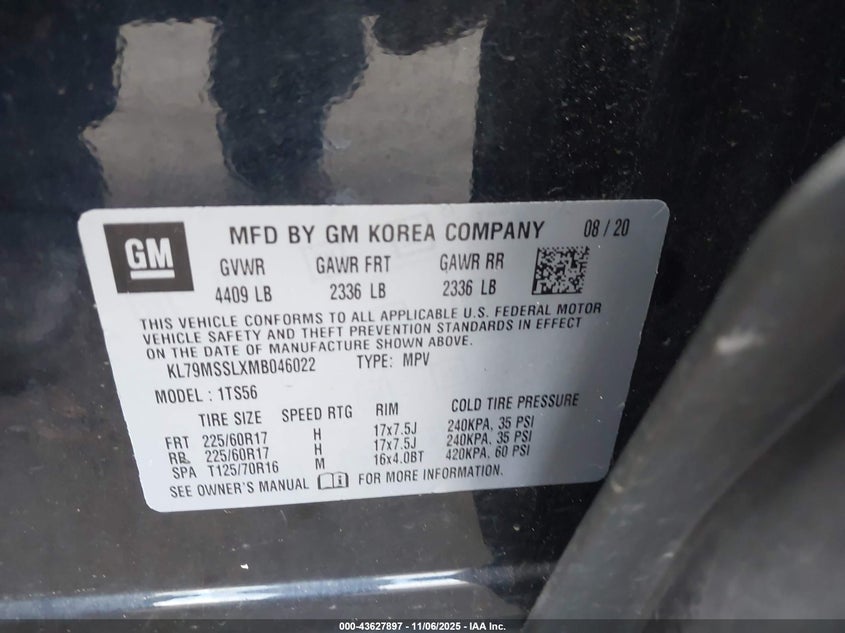 GM
MFD BY GM KOREA COMPANY 08 / 20
GVWR GAWR FRT GAWR RR
4409 LB 2336 LB 2336 LB
THIS VEHICLE CONFORMS TO ALL APPLICABLE U.S. FEDERAL MOTOR
VEHICLE SAFETY AND THEFT PREVENTION STANDARDS IN EFFECT
ON THE DATE OF MANUFACTURE SHOWN ABOVE.
KL79MSSLXMB046022 TYPE: MPV
MODEL : 1TS56
TIRE SIZE SPEED RTG RIM COLD TIRE PRESSURE
FRT 225/60R17 H 17x7.5J 240KPA, 35 PSI
RR 225/60R17 H 17x7.5J 240KPA, 35 PSI
SPA T125/70R16 M 16x4.0BT 420KPA, 60 PSI
SEE OWNER'S MANUAL FOR MORE INFORMATION.
000-43627897 - 11/06/2025 - IAA Inc.